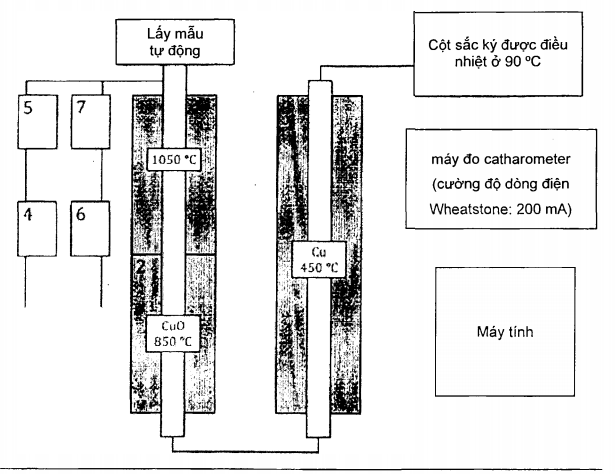 Lấy mẫu
tự động
Cột sắc ký được điều
nhiệt ở 90 ºC
5
7
1050 °C
máy đo catharometer
(cường độ dòng điện
Wheatstone: 200 mA)
4
6
Cu
450 °C
2
CuO
850 °C
Máy tính